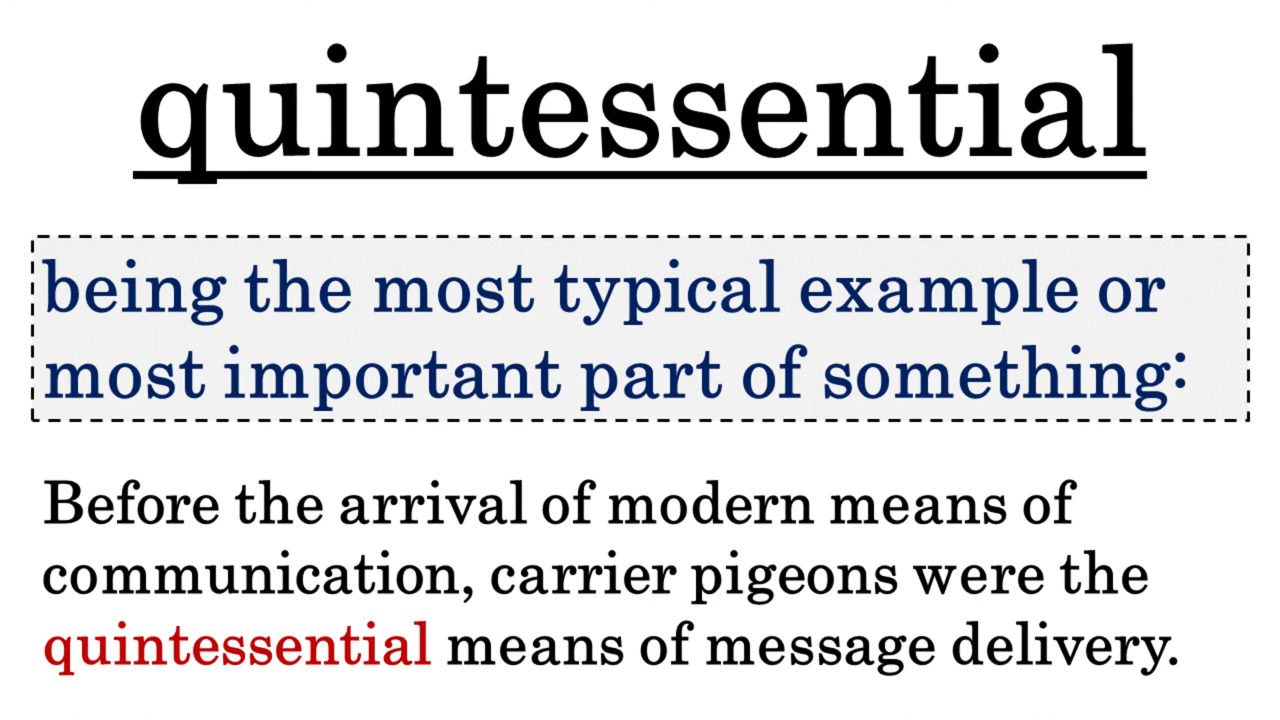 quintessential
being the most typical example or
most important part of something:
Before the arrival of modern means of
communication, carrier pigeons were the
quintessential means of message delivery.